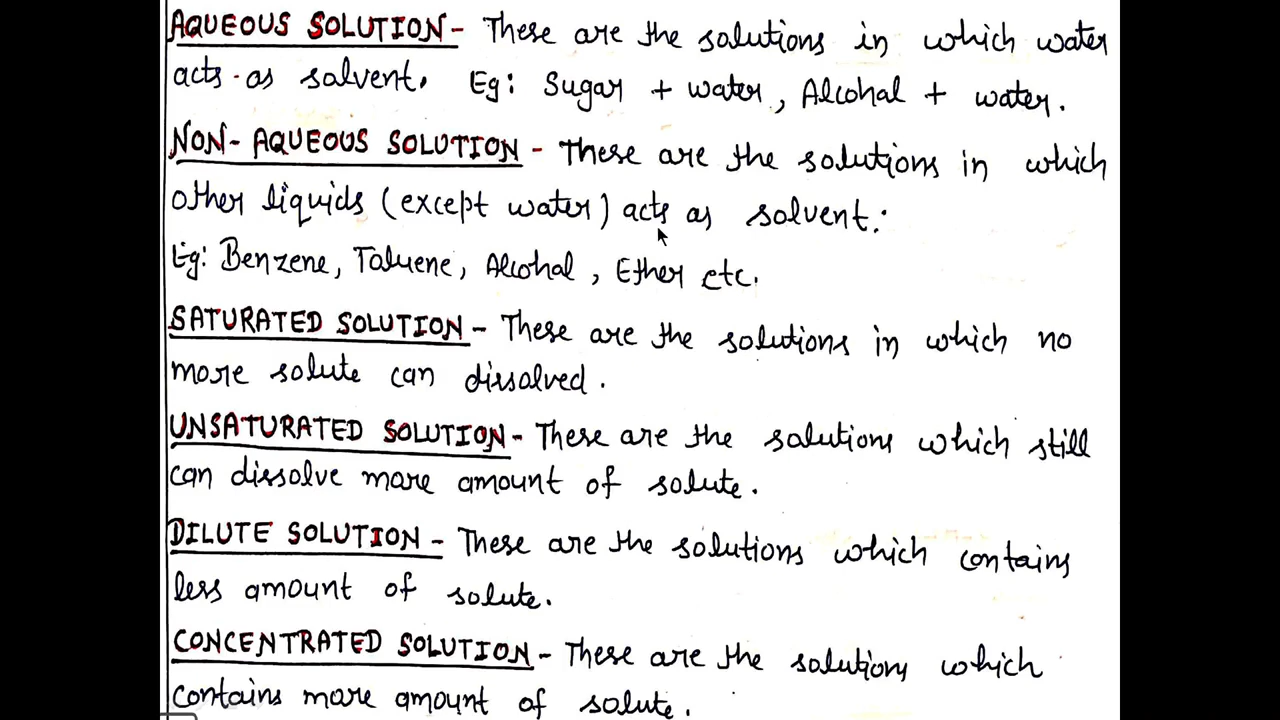 AQUEOUS SOLUTION - These are the solutions in which water
acts as solvent. Eg: Sugar + water, Alcohal + water.
NON-AQUEOUS SOLUTION - These are the solutions in which
other liquids (except water) acts as solvent.
Eg: Benzene, Toluene, Alcohal, Ether etc.
SATURATED SOLUTION - These are the solutions in which no
more solute can dissolved.
UNSATURATED SOLUTION - These are the solutions which still
can dissolve more amount of solute.
DILUTE SOLUTION - These are the solutions which contains
less amount of solute.
CONCENTRATED SOLUTION - These are the solutions which
contains more amount of solute.